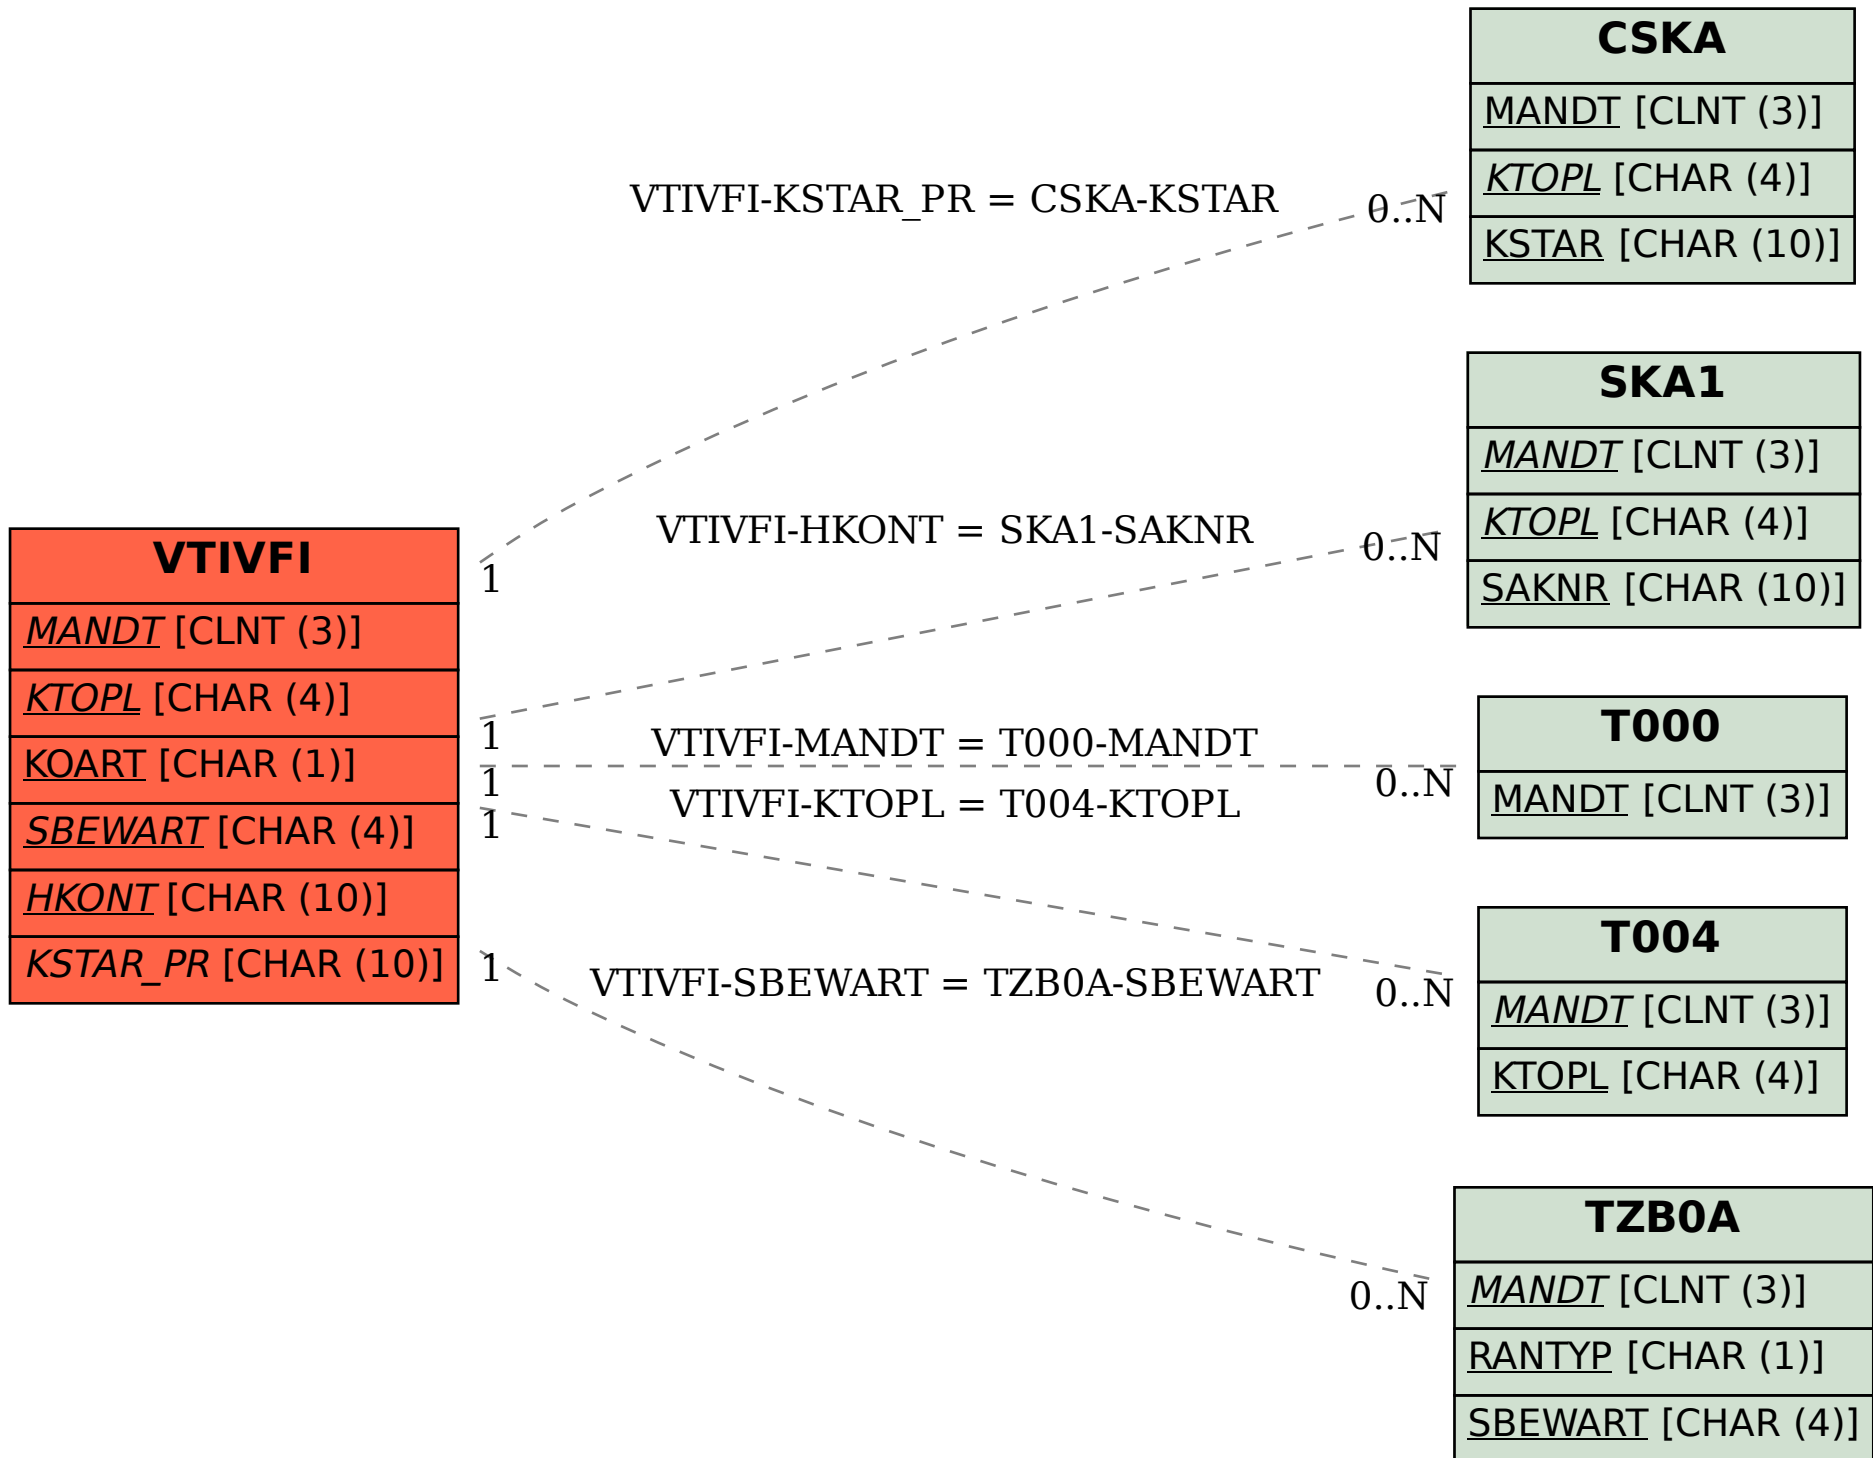 VTIVFI
MANDT [CLNT (3)]
KTOPL [CHAR (4)]
KOART [CHAR (1)]
SBEWART [CHAR (4)]
HKONT [CHAR (10)]
KSTAR_PR [CHAR (10)]
VTIVFI-KSTAR_PR = CSKA-KSTAR
1
0..N
VTIVFI-HKONT = SKA1-SAKNR
1
0..N
VTIVFI-MANDT = T000-MANDT
1
0..N
VTIVFI-KTOPL = T004-KTOPL
1
0..N
VTIVFI-SBEWART = TZB0A-SBEWART
1
0..N
CSKA
MANDT [CLNT (3)]
KTOPL [CHAR (4)]
KSTAR [CHAR (10)]
SKA1
MANDT [CLNT (3)]
KTOPL [CHAR (4)]
SAKNR [CHAR (10)]
T000
MANDT [CLNT (3)]
T004
MANDT [CLNT (3)]
KTOPL [CHAR (4)]
TZB0A
MANDT [CLNT (3)]
RANTYP [CHAR (1)]
SBEWART [CHAR (4)]